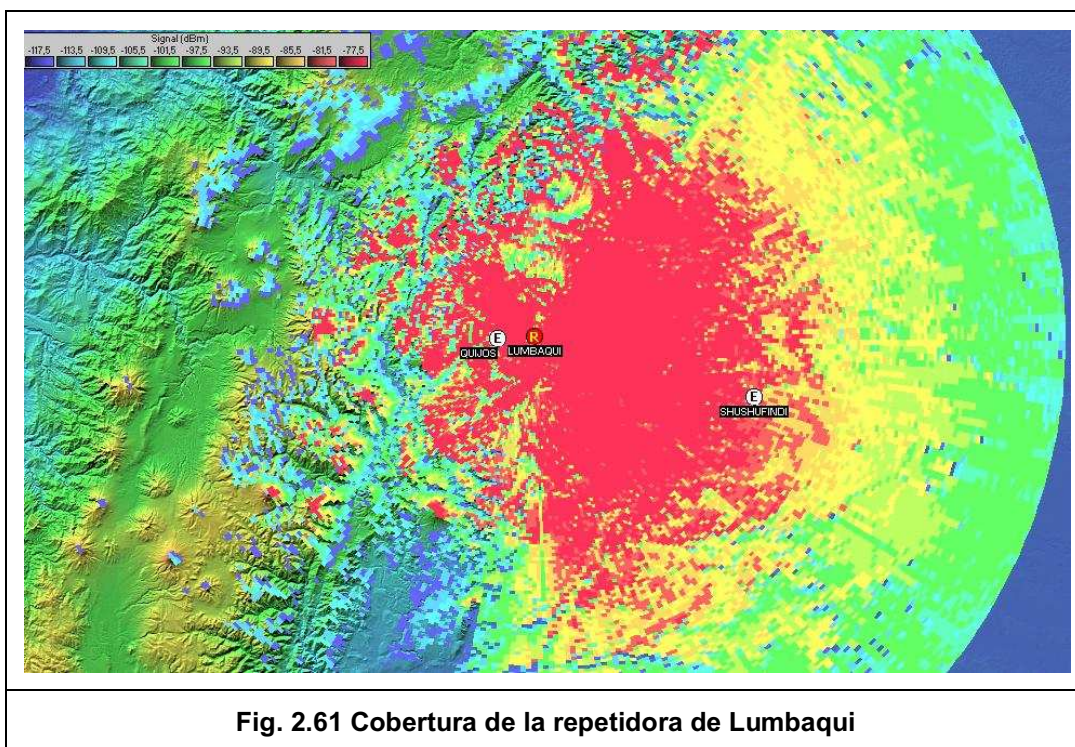 Signal (dBm)
-117,5 -113,5 -109,5 -105,5 -101,5 -97,5 -93,5 -89,5 -85,5 -81,5 -77,5
E R
QUIJOS LUMBAQUI
E
SHUSHUFINDI
Fig. 2.61 Cobertura de la repetidora de Lumbaqui